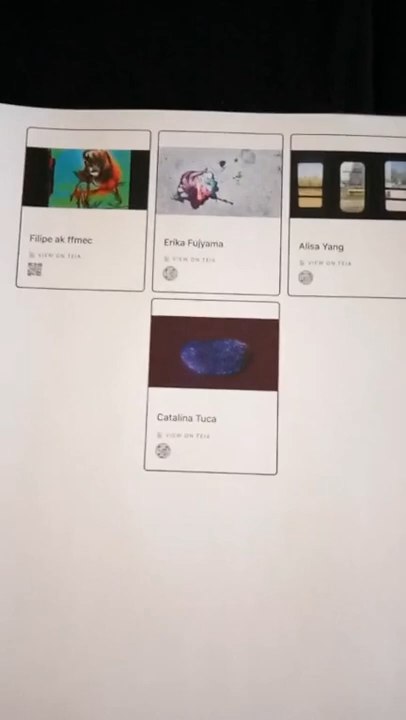 Filipe ak ffmec
VIEW ON TEIA
Erika Fujyama
VIEW ON TEIA
Alisa Yang
VIEW ON TEIA
Catalina Tuca
VIEW ON TEIA